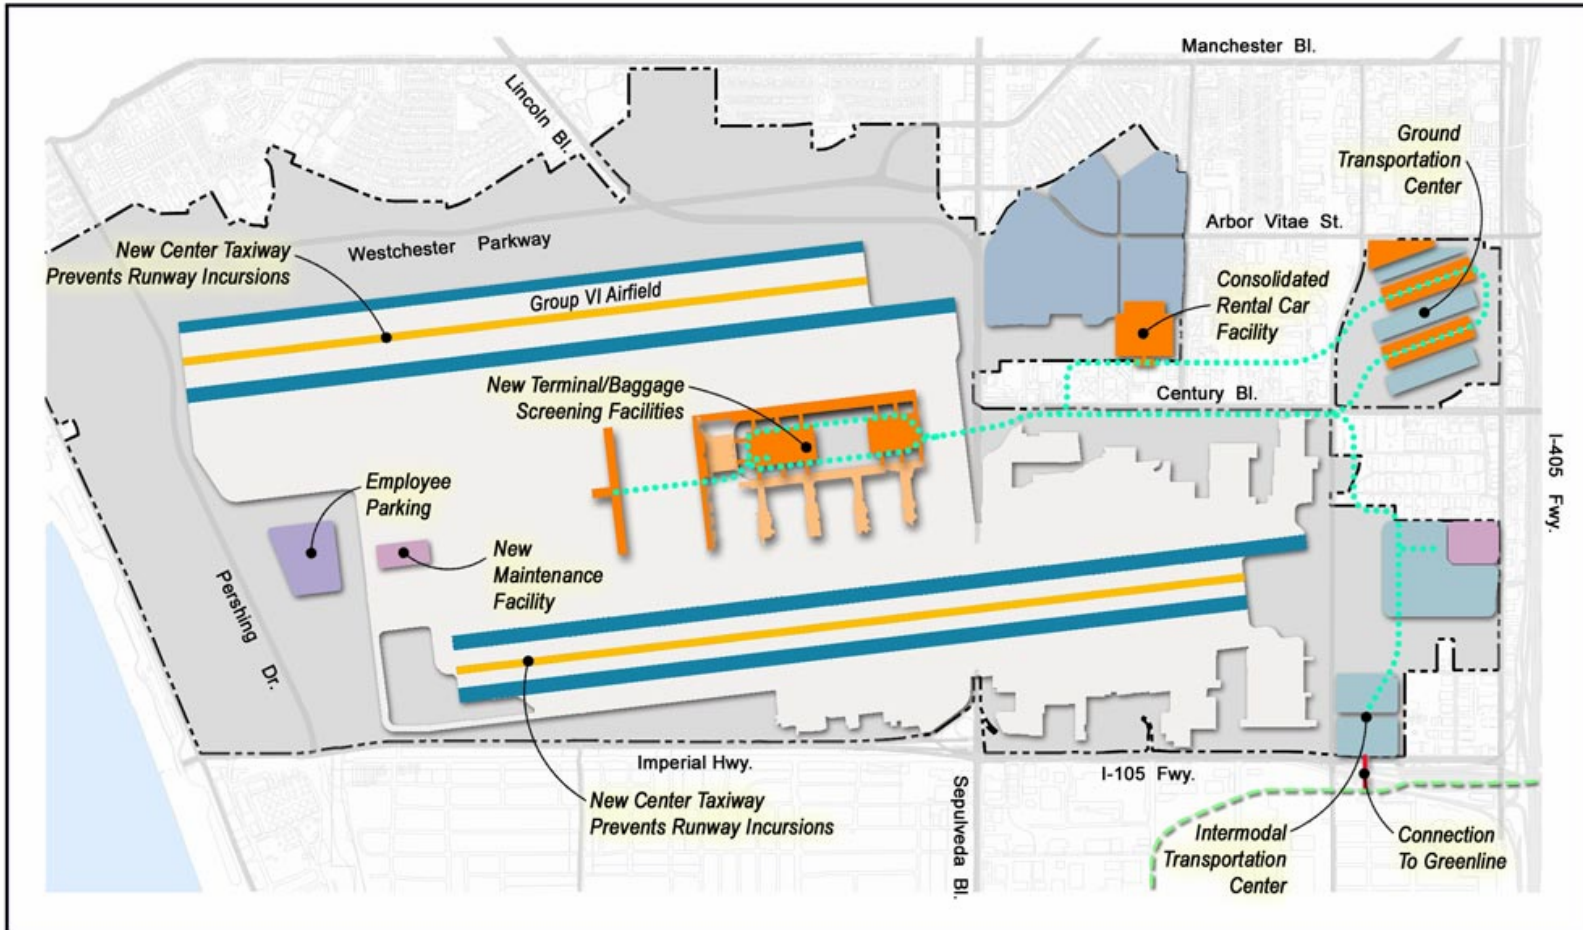 Manchester Bl.
Lincoln Bl.
Ground
Transportation
Center
Arbor Vitae St.
New Center Taxiway
Prevents Runway Incursions
Westchester Parkway
Group VI Airfield
Consolidated
Rental Car
Facility
New Terminal/Baggage
Screening Facilities
Century Bl.
I-405 Fwy.
Employee
Parking
New
Maintenance
Facility
Pershing Dr.
Imperial Hwy.
I-105 Fwy.
Sepulveda Bl.
New Center Taxiway
Prevents Runway Incursions
Intermodal
Transportation
Center
Connection
To Greenline